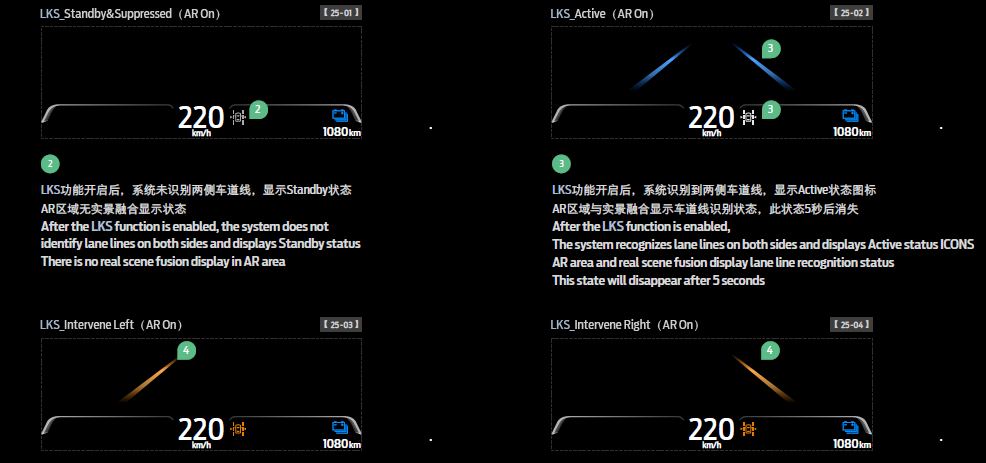 LKS_Standby&Suppressed（AR On）
【 25-01 】
2
220
km/h
1080km
2
LKS功能开启后，系统未识别两侧车道线，显示Standby状态
AR区域无实景融合显示状态
After the LKS function is enabled, the system does not
identify lane lines on both sides and displays Standby status
There is no real scene fusion display in AR area
LKS_Active（AR On）
【 25-02 】
3
3
220
km/h
1080km
3
LKS功能开启后，系统识别到两侧车道线，显示Active状态图标
AR区域与实景融合显示车道线识别状态，此状态5秒后消失
After the LKS function is enabled,
The system recognizes lane lines on both sides and displays Active status ICONS
AR area and real scene fusion display lane line recognition status
This state will disappear after 5 seconds
LKS_Intervene Left（AR On）
【 25-03 】
4
220
km/h
1080km
LKS_Intervene Right（AR On）
【 25-04 】
4
220
km/h
1080km